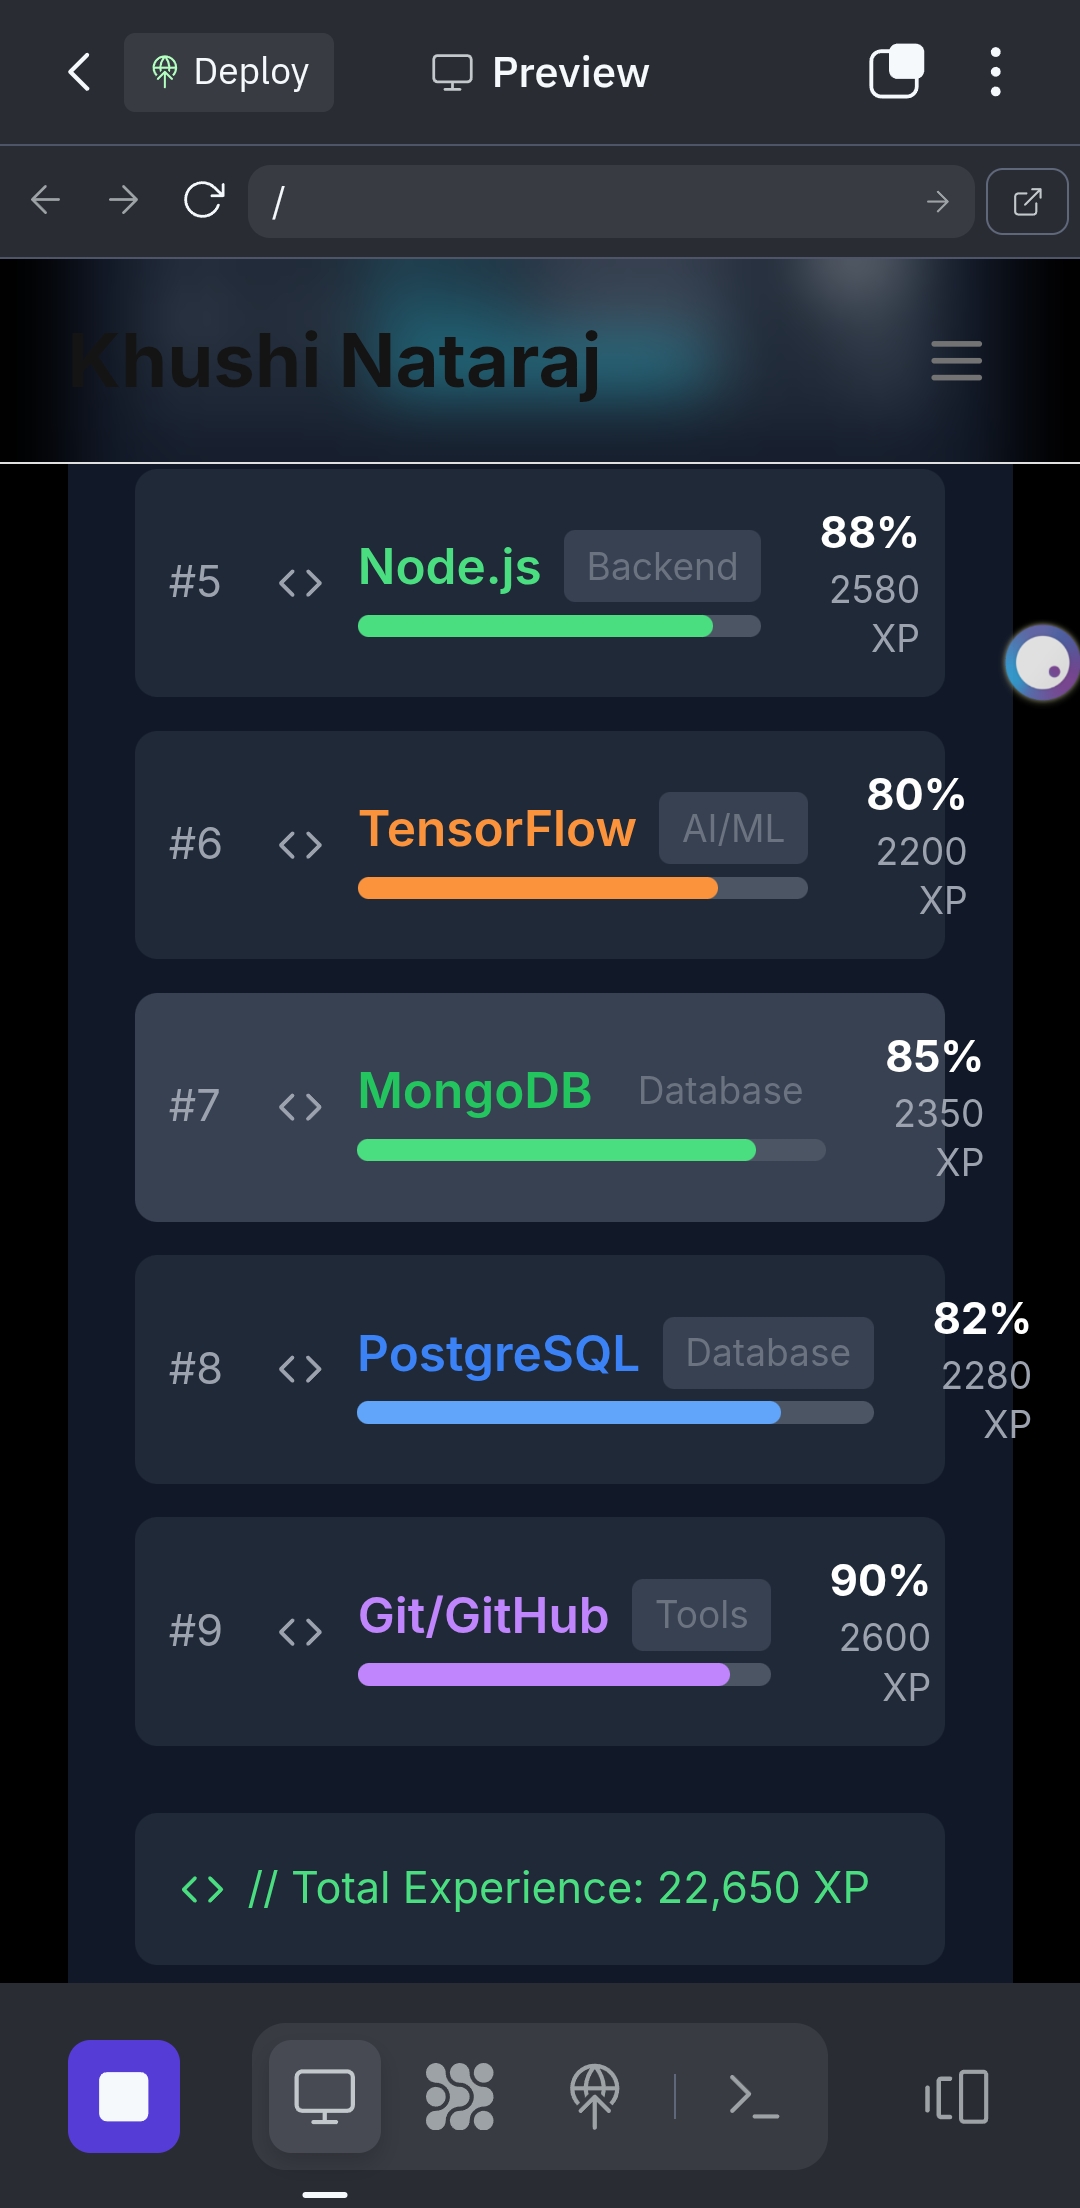 Deploy
Preview
/
Khushi Nataraj
#5 <> Node.js Backend 88%
2580
XP
#6 <> TensorFlow AI/ML 80%
2200
XP
#7 <> MongoDB Database 85%
2350
XP
#8 <> PostgreSQL Database 82%
2280
XP
#9 <> Git/GitHub Tools 90%
2600
XP
<> // Total Experience: 22,650 XP